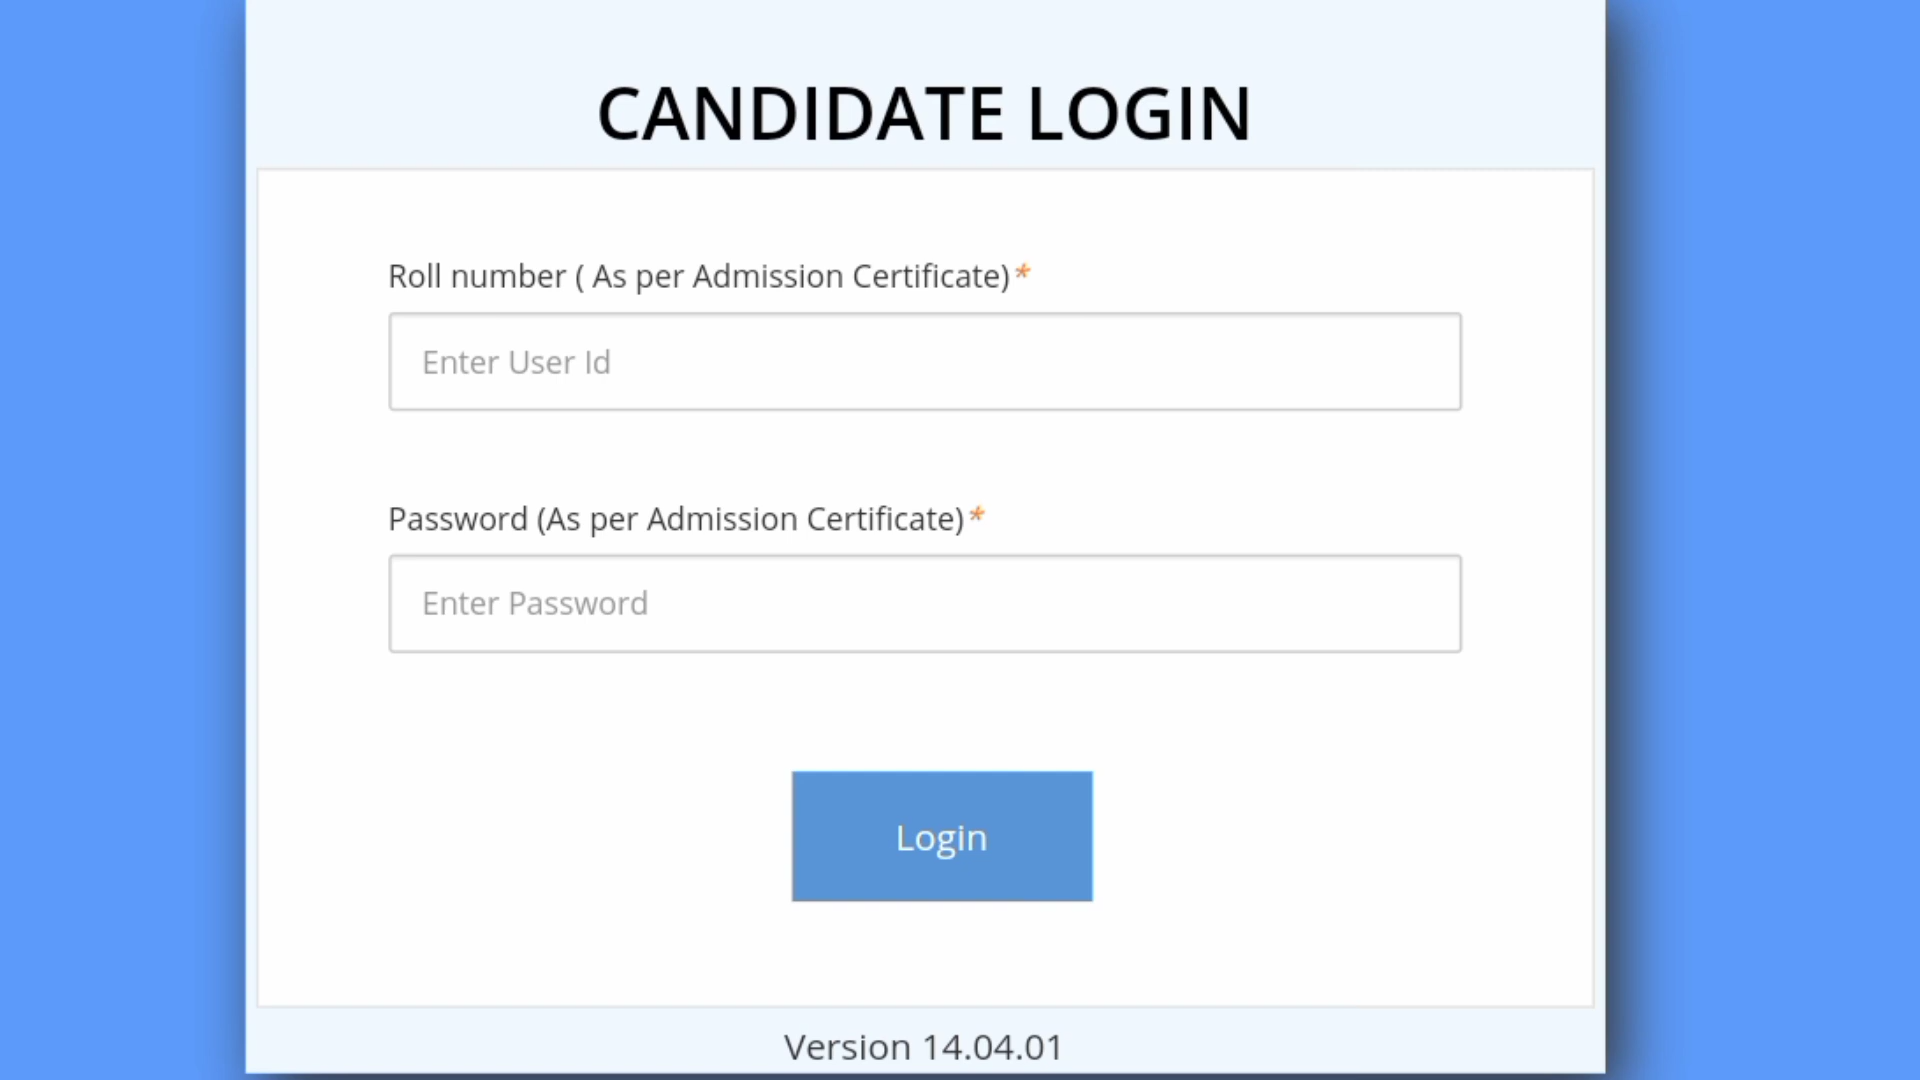 CANDIDATE LOGIN
Roll number ( As per Admission Certificate)*
Enter User Id
Password (As per Admission Certificate)*
Enter Password
Login
Version 14.04.01